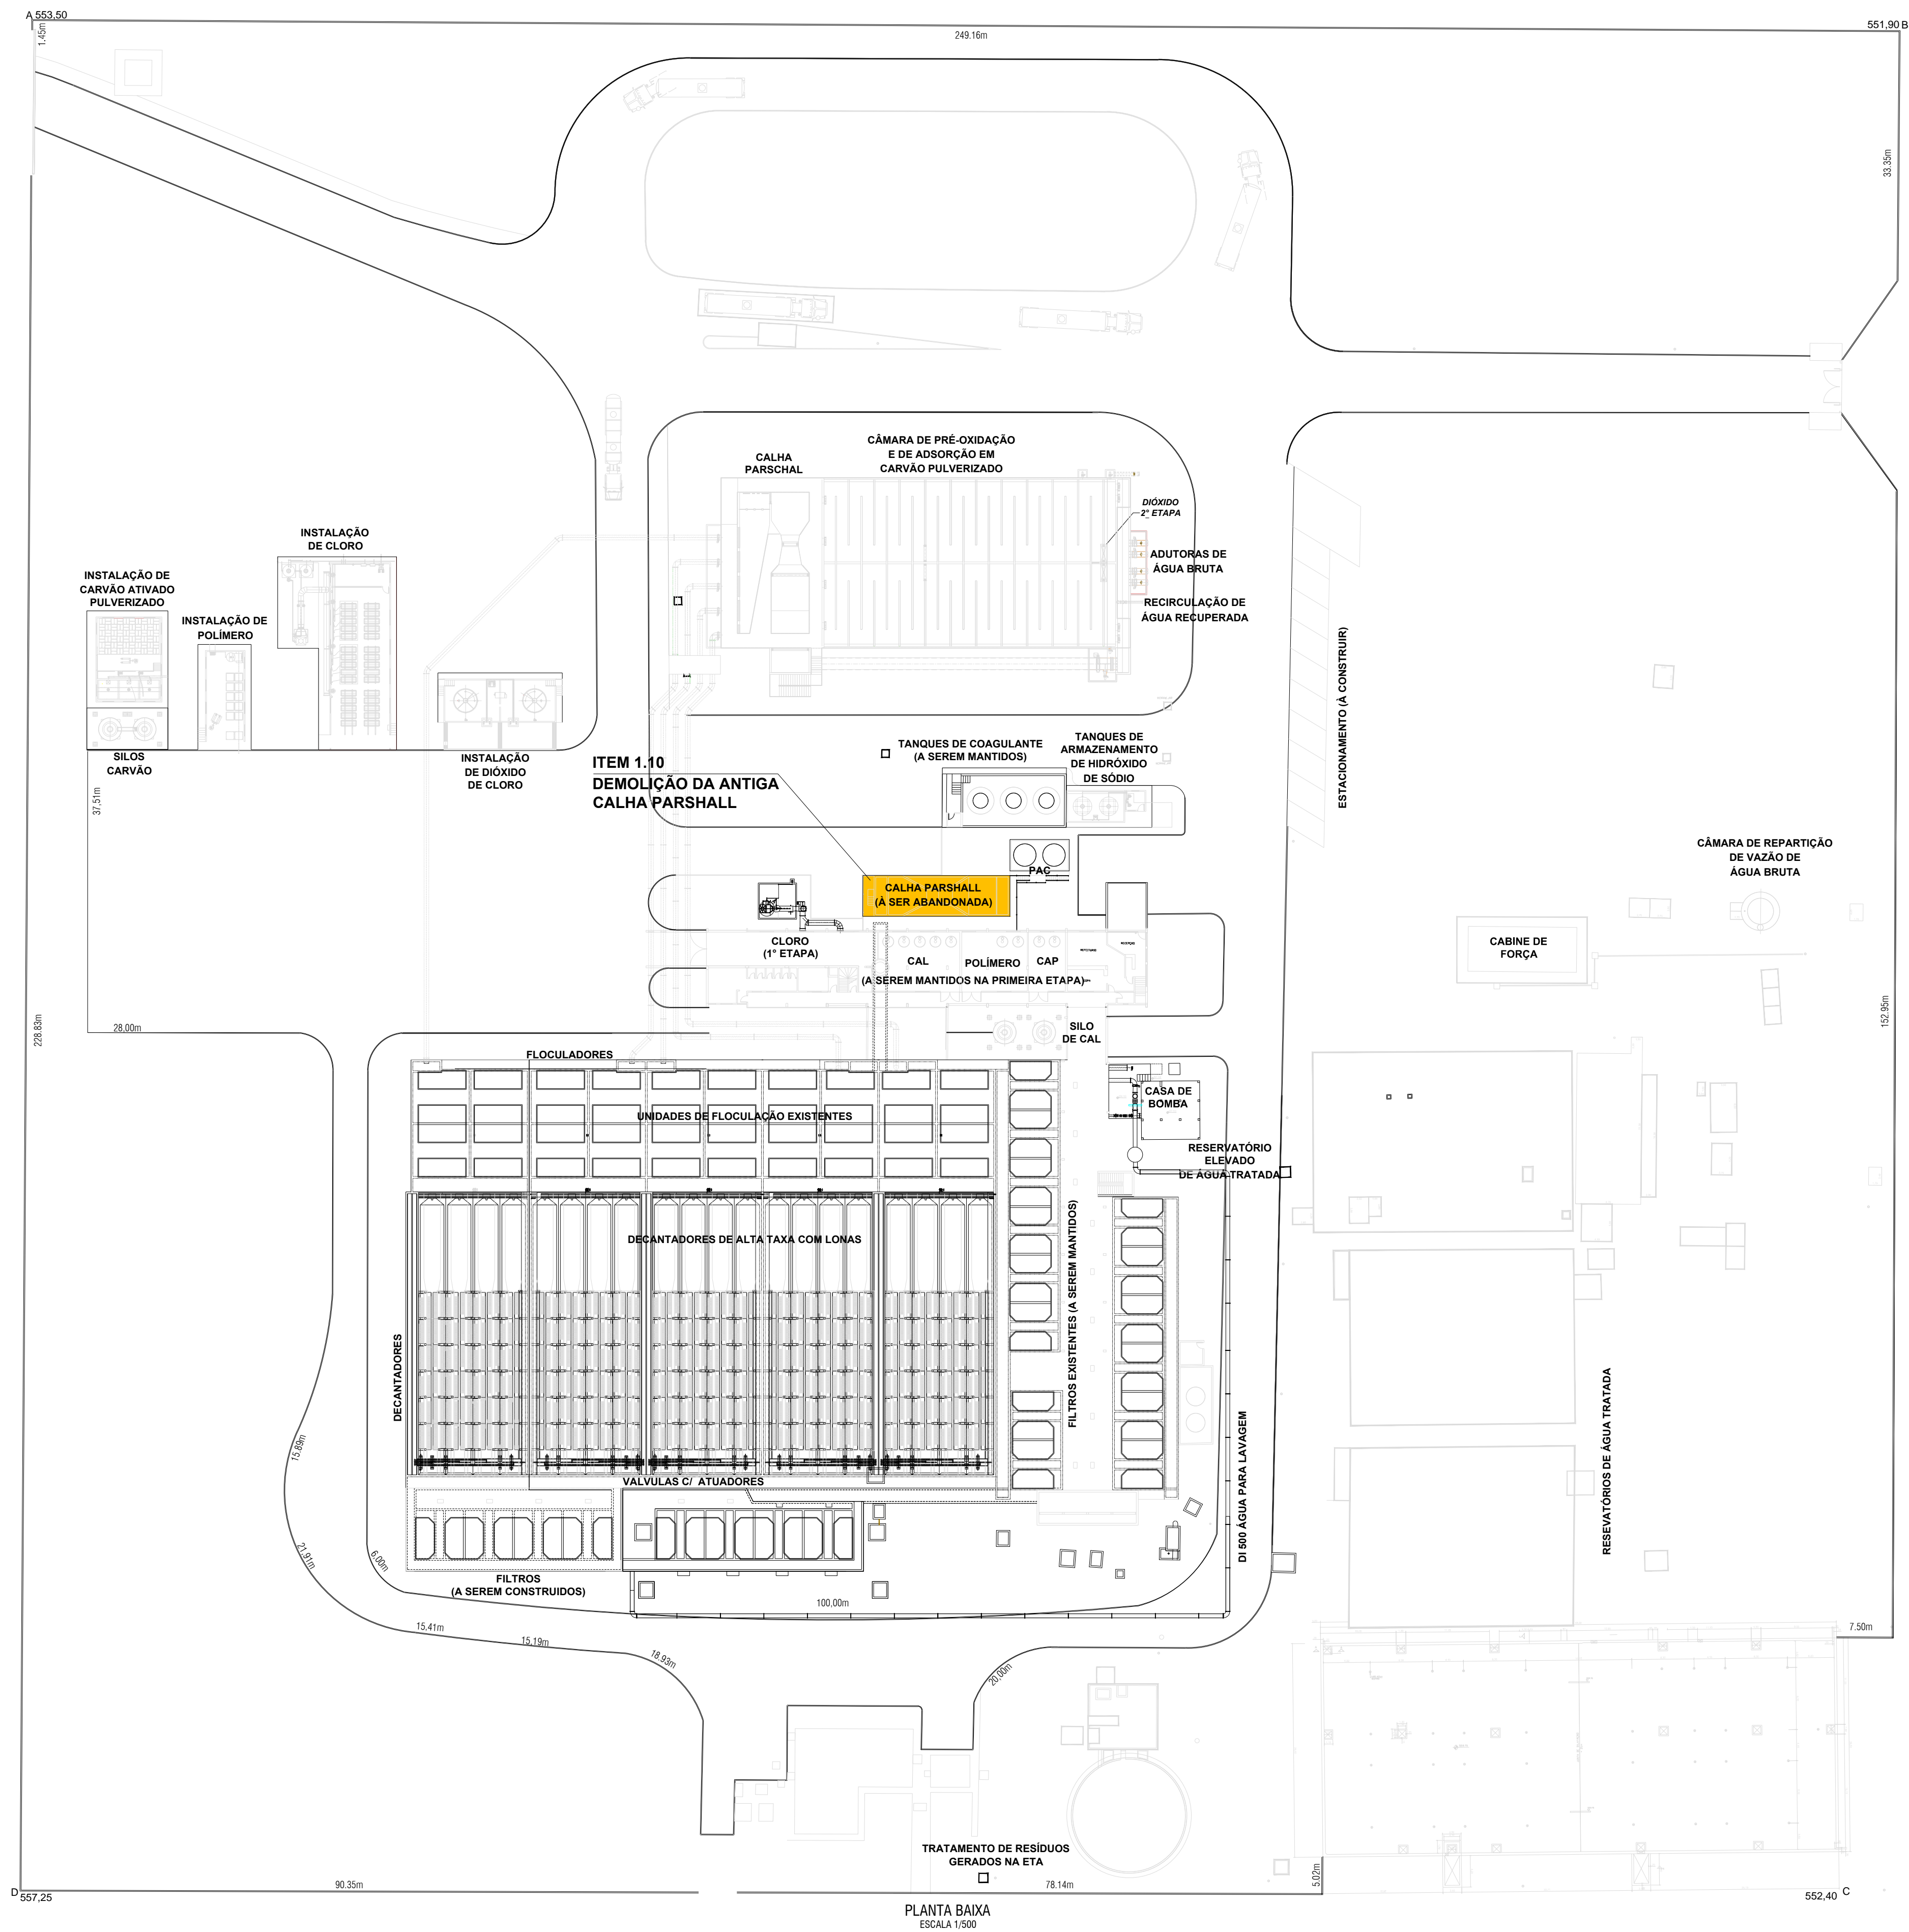 A 553,50
551,90 B
1.45m
249.16m
33.35m
CÂMARA DE PRÉ-OXIDAÇÃO
E DE ADSORÇÃO EM
CARVÃO PULVERIZADO
CALHA
PARSCHAL
DIÓXIDO
2° ETAPA
INSTALAÇÃO
DE CLORO
ADUTORAS DE
ÁGUA BRUTA
INSTALAÇÃO DE
CARVÃO ATIVADO
PULVERIZADO
RECIRCULAÇÃO DE
ÁGUA RECUPERADA
INSTALAÇÃO DE
POLÍMERO
ESTACIONAMENTO (À CONSTRUIR)
SILOS
CARVÃO
INSTALAÇÃO
DE DIÓXIDO
DE CLORO
ITEM 1.10
DEMOLIÇÃO DA ANTIGA
CALHA PARSHALL
TANQUES DE COAGULANTE
(A SEREM MANTIDOS)
TANQUES DE
ARMAZENAMENTO
DE HIDRÓXIDO
DE SÓDIO
37,51m
CÂMARA DE REPARTIÇÃO
DE VAZÃO DE
ÁGUA BRUTA
PAC
CALHA PARSHALL
(À SER ABANDONADA)
CLORO
(1° ETAPA)
CAL
POLÍMERO
CAP
(A SEREM MANTIDOS NA PRIMEIRA ETAPA)
CABINE DE
FORÇA
SILO
DE CAL
228.83m
28.00m
152.95m
FLOCULADORES
UNIDADES DE FLOCULAÇÃO EXISTENTES
CASA DE
BOMBA
RESERVATÓRIO
ELEVADO
DE ÁGUA TRATADA
DECANTADORES DE ALTA TAXA COM LONAS
FILTROS EXISTENTES (A SEREM MANTIDOS)
DECANTADORES
RESERVATÓRIOS DE ÁGUA TRATADA
DI 500 ÁGUA PARA LAVAGEM
VALVULAS C/ ATUADORES
15.89m
21.91m
6.00m
FILTROS
(A SEREM CONSTRUIDOS)
100,00m
15.41m
15.19m
18.93m
20,00m
7.50m
TRATAMENTO DE RESÍDUOS
GERADOS NA ETA
5.02m
90.35m
78.14m
D 557,25
552,40 C
PLANTA BAIXA
ESCALA 1/500